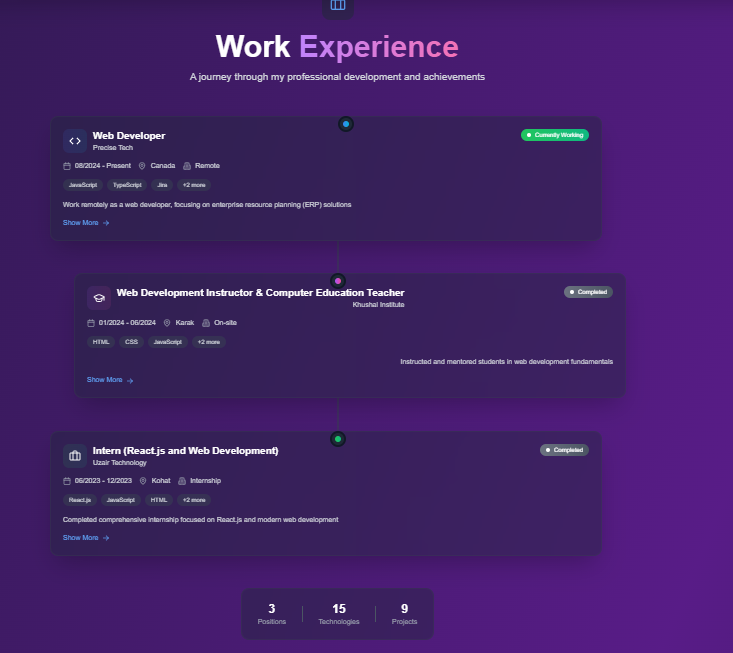 Work Experience
A journey through my professional development and achievements
Web Developer
Currently Working
Precise Tech
08/2024 - Present Canada Remote
JavaScript TypeScript Jira +2 more
Work remotely as a web developer, focusing on enterprise resource planning (ERP) solutions
Show More →
Web Development Instructor & Computer Education Teacher
Completed
Khushal Institute
01/2024 - 06/2024 Karak On-site
HTML CSS JavaScript +2 more
Instructed and mentored students in web development fundamentals
Show More →
Intern (React.js and Web Development)
Completed
Uzair Technology
06/2023 - 12/2023 Kohat Internship
React.js JavaScript HTML +2 more
Completed comprehensive internship focused on React.js and modern web development
Show More →
3 15 9
Positions Technologies Projects